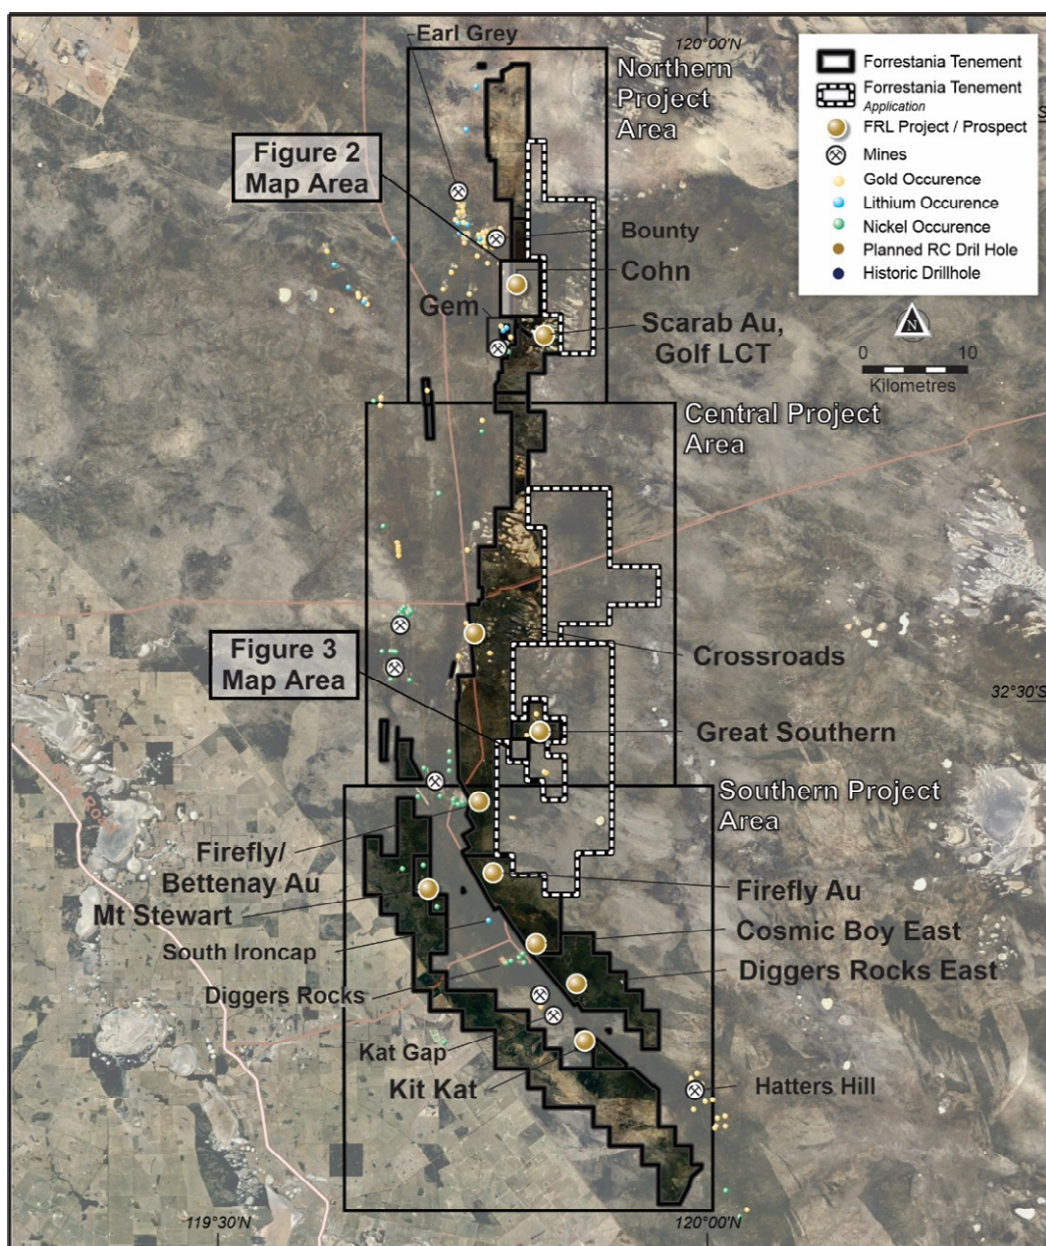 Earl Grey
120°00'N
Northern
Project
Area
Figure 2
Map Area
Bounty
Cohn
Gem
Scarab Au,
Golf LCT
Forrestania Tenement
Forrestania Tenement
Application
FRL Project / Prospect
Mines
Gold Occurence
Lithium Occurence
Nickel Occurence
Planned RC Dril Hole
Historic Drillhole
N
0 10
Kilometres
Central Project
Area
Figure 3
Map Area
Crossroads
32°30'S
Great Southern
Southern Project
Area
Firefly/
Bettenay Au
Mt Stewart
South Ironcap
Diggers Rocks
Firefly Au
Cosmic Boy East
Diggers Rocks East
Kat Gap
Kit Kat
Hatters Hill
119°30'N
120°00'N